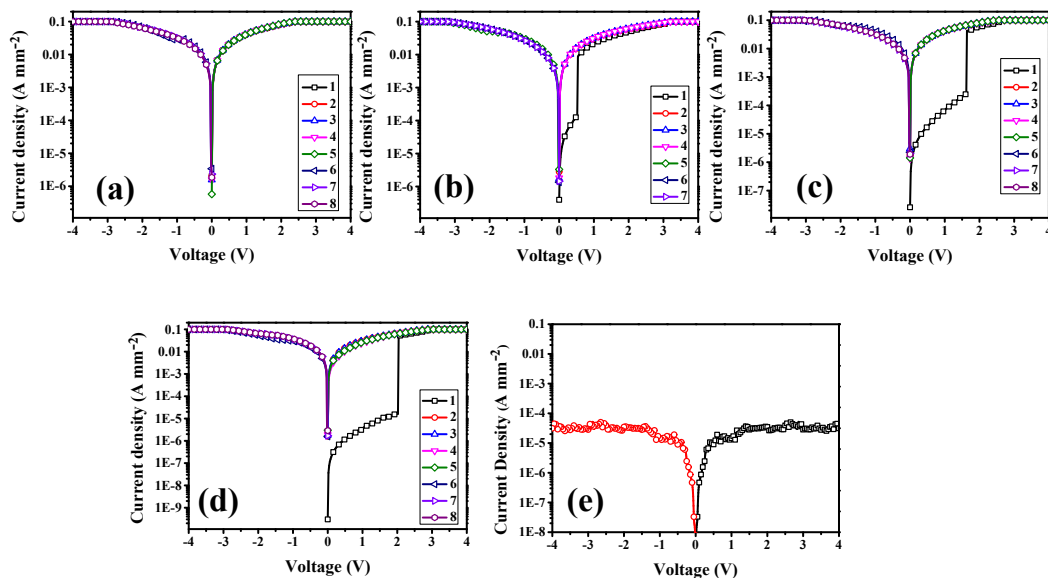 Current density (A mm⁻²)
0.1
0.01
1E-3
1E-4
1E-5
1E-6
1
2
3
4
5
6
7
8
(a)
-4 -3 -2 -1 0 1 2 3 4
Voltage (V)
Current density (A mm⁻²)
0.1
0.01
1E-3
1E-4
1E-5
1E-6
1
2
3
4
5
6
7
(b)
-4 -3 -2 -1 0 1 2 3 4
Voltage (V)
Current density (A mm⁻²)
0.1
0.01
1E-3
1E-4
1E-5
1E-6
1E-7
1
2
3
4
5
6
7
8
(c)
-4 -3 -2 -1 0 1 2 3 4
Voltage (V)
Current density (A mm⁻²)
0.1
0.01
1E-3
1E-4
1E-5
1E-6
1E-7
1E-8
1E-9
1
2
3
4
5
6
7
8
(d)
-4 -3 -2 -1 0 1 2 3 4
Voltage (V)
Current Density (A mm⁻²)
0.1
0.01
1E-3
1E-4
1E-5
1E-6
1E-7
1E-8
(e)
-4 -3 -2 -1 0 1 2 3 4
Voltage (V)